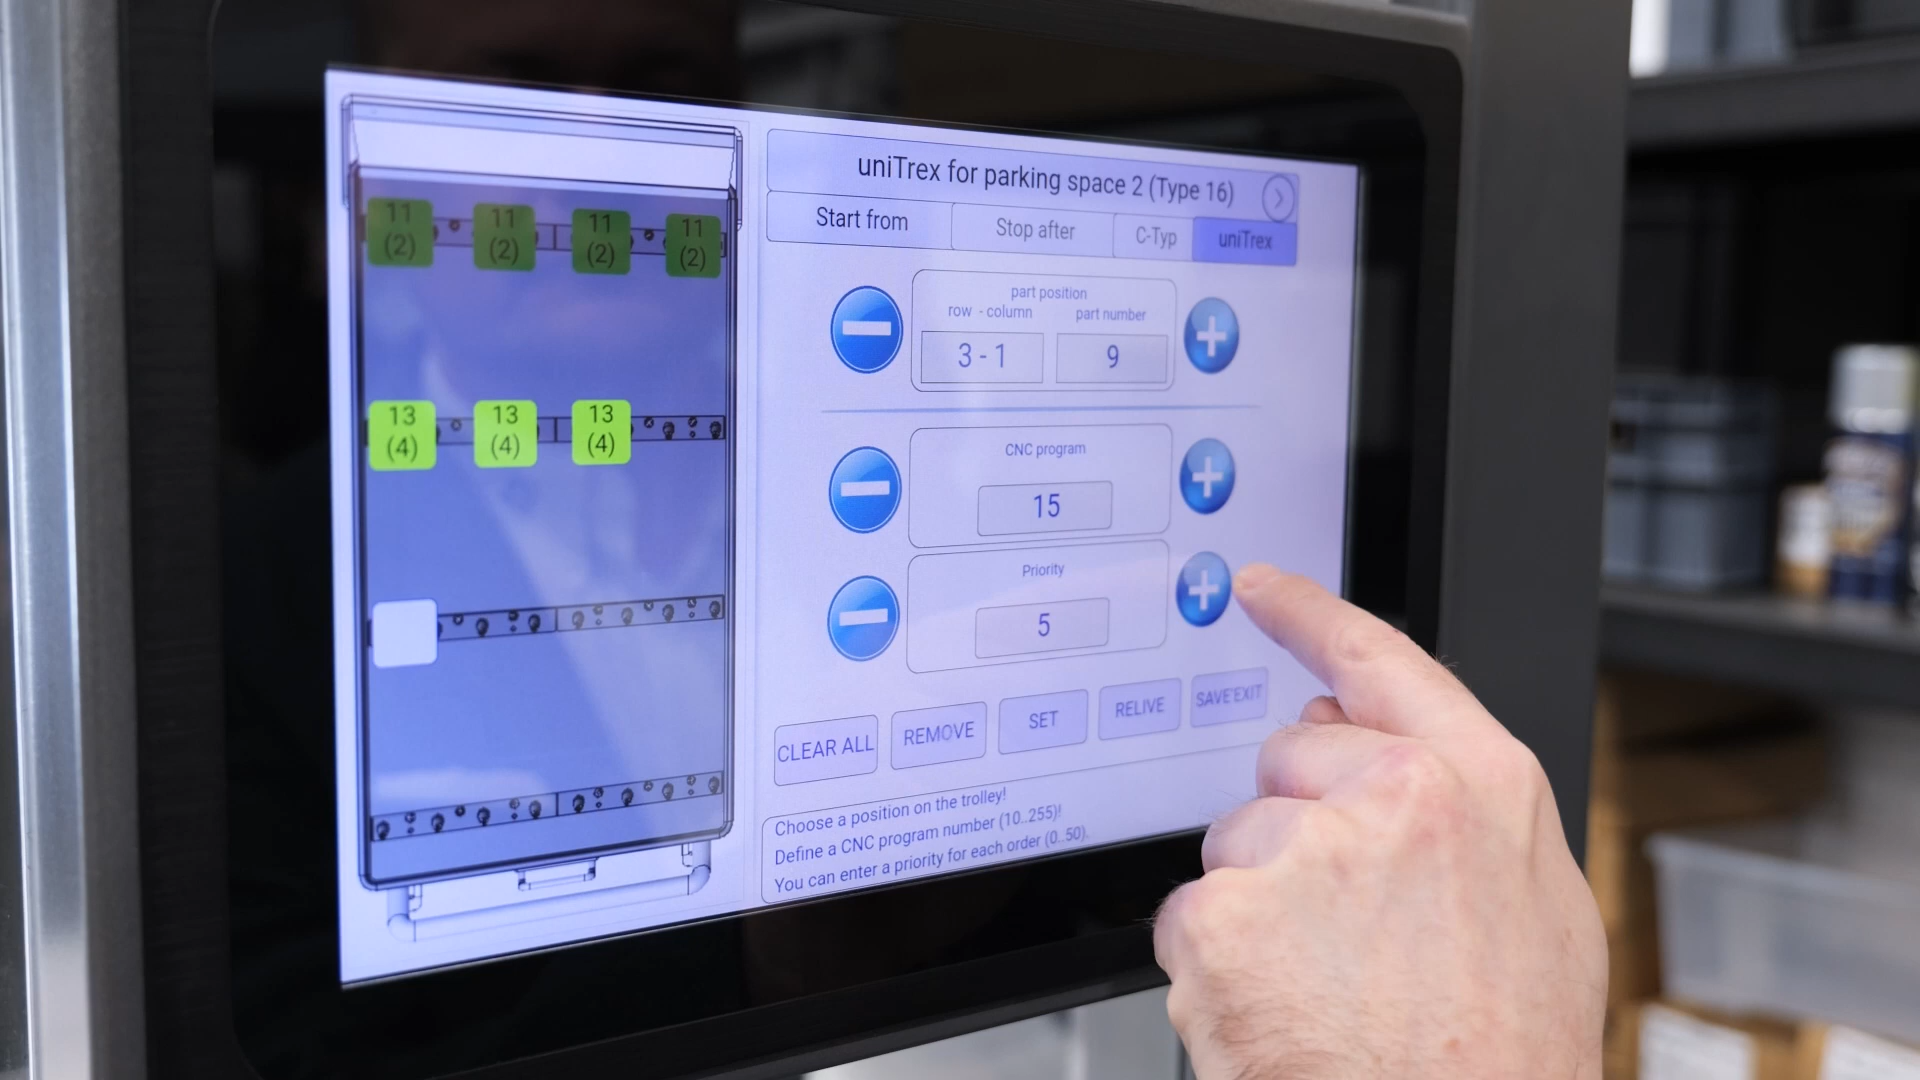 uniTrex for parking space 2 (Type 16)
Start from
Stop after
C-Typ
uniTrex
11
(2)
11
(2)
11
(2)
11
(2)
13
(4)
13
(4)
13
(4)
part position
row - column
part number
3 - 1
9
CNC program
15
Priority
5
CLEAR ALL
REMOVE
SET
RELIVE
SAVE'EXIT
Choose a position on the trolley!
Define a CNC program number (10..255)!
You can enter a priority for each order (0..50).